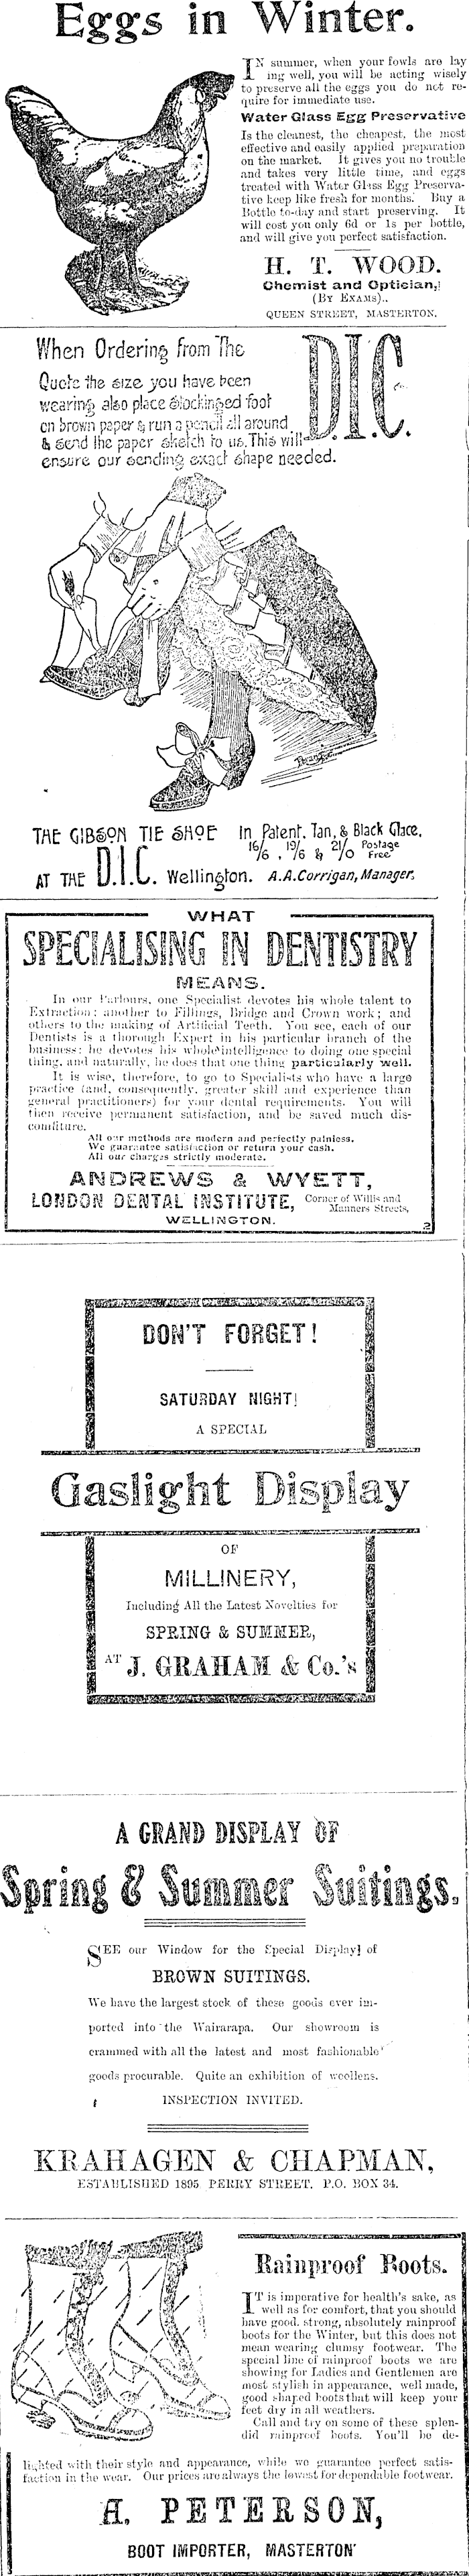 Eggs in Winter.
IN summer, when your fowls are lay
ing well, you will be acting wisely
to preserve all the eggs you do not re-
quire for immediate use.
Water Glass Egg Preservative
Is the cleanest, the cheapest, the most
effective and easily applied preparation
on the market. It gives you no trouble
and takes very little time, and eggs
treated with Water Glass Egg Preserva-
tive keep like fresh for months. Buy a
Bottle to-day and start preserving. It
will cost you only 6d or 1s per bottle,
and will give you perfect satisfaction.
H. T. WOOD.
Chemist and Optician,
(BY EXAMS)..
QUEEN STREET, MASTERTON.
When Ordering from The
D.I.C.
Quote the size you have been
wearing also place stockinged foot
on brown paper & run a pencil all around
& send the paper sketch to us. This will
ensure our sending exact shape needed.
THE GIBSON TIE SHOE In Patent, Tan, & Black Glace,
16/6, 19/6 & 21/0 Postage Free
AT THE D.I.C. Wellington. A.A.Corrigan, Manager.
WHAT
SPECIALISING IN DENTISTRY
MEANS.
In our Parlours, one Specialist devotes his whole talent to
Extraction; another to Fillings, Bridge and Crown work; and
others to the making of Artificial Teeth. You see, each of our
Dentists is a thorough Expert in his particular branch of the
business: he devotes his whole intelligence to doing one special
thing, and naturally, he does that one thing particularly well.
It is wise, therefore, to go to Specialists who have a large
practice (and, consequently, greater skill and experience than
general practitioners) for your dental requirements. You will
then receive permanent satisfaction, and be saved much dis-
comfiture.
All our methods are modern and perfectly painless.
We guarantee satisfaction or return your cash.
All our charges strictly moderate.
ANDREWS & WYETT,
LONDON DENTAL INSTITUTE, Corner of Willis and Manners Streets,
WELLINGTON.
2
DON'T FORGET!
SATURDAY NIGHT!
A SPECIAL
Gaslight Display
OF
MILLINERY,
Including All the Latest Novelties for
SPRING & SUMMER,
AT J. GRAHAM & Co.'s
A GRAND DISPLAY OF
Spring & Summer Suitings.
SEE our Window for the Special Display of
BROWN SUITINGS.
We have the largest stock of these goods ever im-
ported into the Wairarapa. Our showroom is
crammed with all the latest and most fashionable
goods procurable. Quite an exhibition of woollens.
INSPECTION INVITED.
KRAHAGEN & CHAPMAN,
ESTABLISHED 1895 PERRY STREET. P.O. BOX 34.
Rainproof Boots.
IT is imperative for health's sake, as
well as for comfort, that you should
have good, strong, absolutely rainproof
boots for the Winter, but this does not
mean wearing clumsy footwear. The
special line of rainproof boots we are
showing for Ladies and Gentlemen are
most stylish in appearance, well made,
good shaped boots that will keep your
feet dry in all weathers.
Call and try on some of these splen-
did rainproof boots. You'll be de-
lighted with their style and appearance, while we guarantee perfect satis-
faction in the wear. Our prices are always the lowest for dependable footwear.
A. PETERSON,
BOOT IMPORTER, MASTERTON